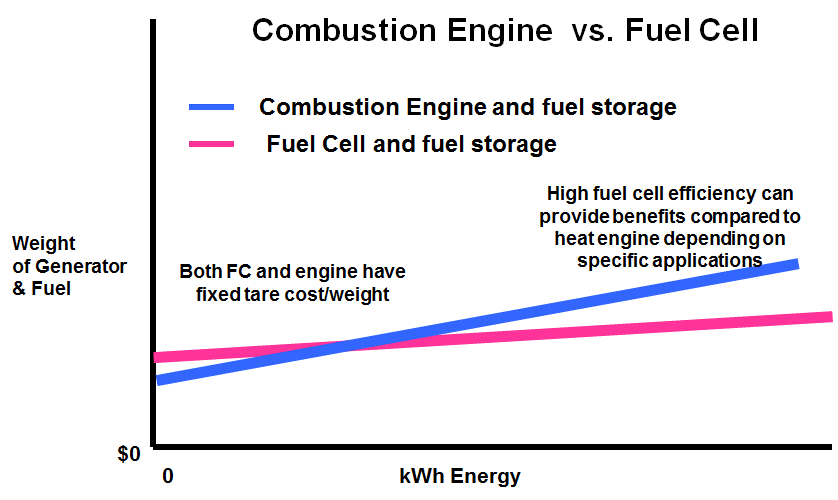 Combustion Engine  vs. Fuel Cell
Combustion Engine and fuel storage
Fuel Cell and fuel storage
High fuel cell efficiency can
provide benefits compared to
heat engine depending on
specific applications
Weight
of Generator
& Fuel
Both FC and engine have
fixed tare cost/weight
$0
0
kWh Energy